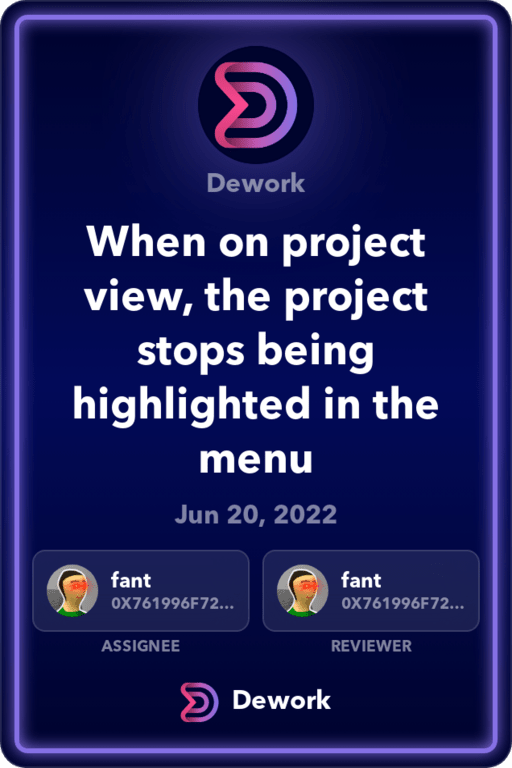 Dework
When on project
view, the project
stops being
highlighted in the
menu
Jun 20, 2022
fant
0X761996F72...
ASSIGNEE
fant
0X761996F72...
REVIEWER
Dework